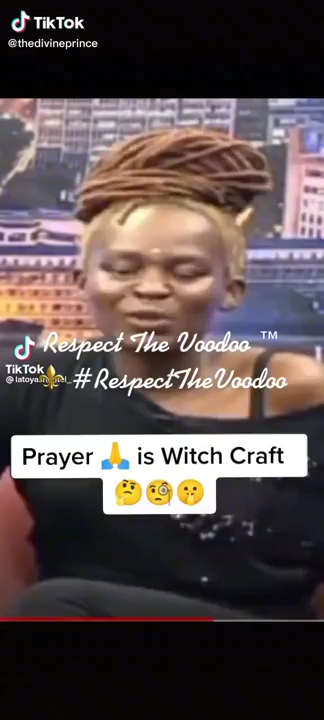 TikTok
@thedivineprince
Respect The Voodoo ™
TikTok
#RespectTheVoodoo
Prayer 🙏 is Witch Craft
🤔🧐🤫